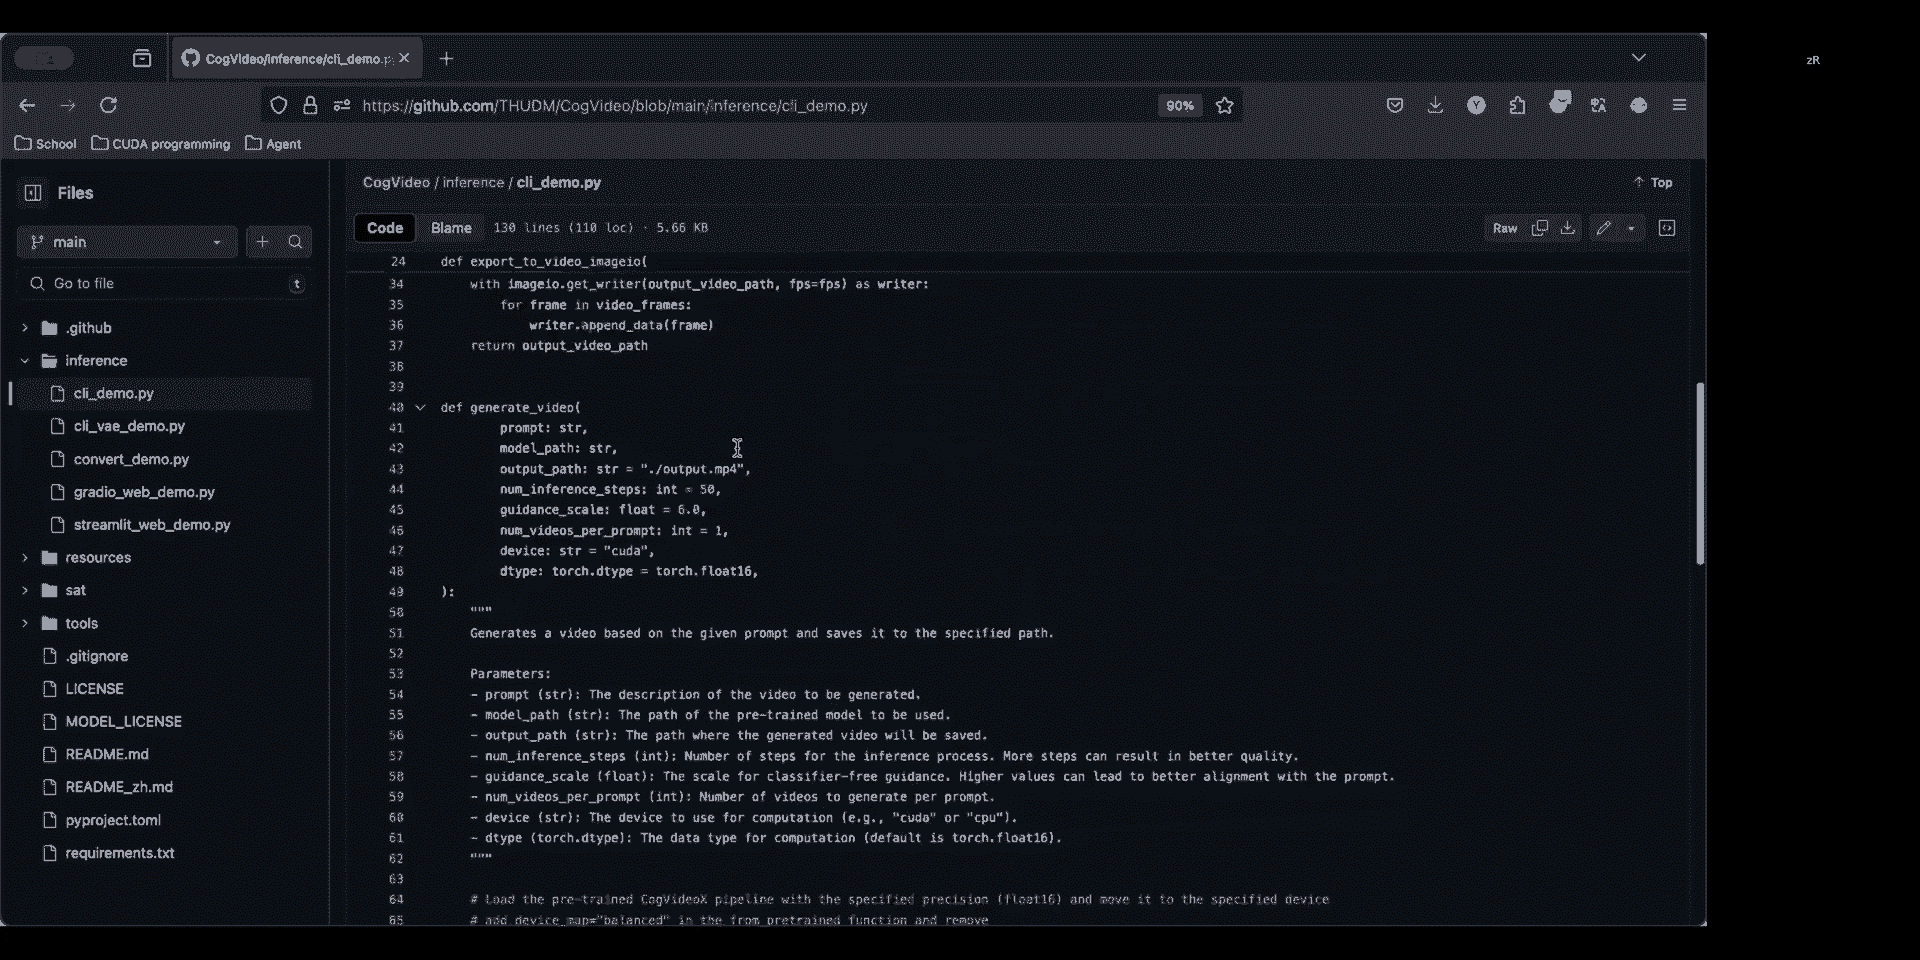 CogVideo/inference/cli_demo.p
zR
https://github.com/THUDM/CogVideo/blob/main/inference/cli_demo.py
90%
Y
School
CUDA programming
Agent
Files
main
Go to file
t
.github
inference
cli_demo.py
cli_vae_demo.py
convert_demo.py
gradio_web_demo.py
streamlit_web_demo.py
resources
sat
tools
.gitignore
LICENSE
MODEL_LICENSE
README.md
README_zh.md
pyproject.toml
requirements.txt
CogVideo / inference / cli_demo.py
Top
Code
Blame
130 lines (110 loc) · 5.66 KB
Raw
24 def export_to_video_imageio(
34 with imageio.get_writer(output_video_path, fps=fps) as writer:
35 for frame in video_frames:
36 writer.append_data(frame)
37 return output_video_path
38
39
40 def generate_video(
41 prompt: str,
42 model_path: str,
43 output_path: str = "./output.mp4",
44 num_inference_steps: int = 50,
45 guidance_scale: float = 6.0,
46 num_videos_per_prompt: int = 1,
47 device: str = "cuda",
48 dtype: torch.dtype = torch.float16,
49 ):
50 """
51 Generates a video based on the given prompt and saves it to the specified path.
52
53 Parameters:
54 - prompt (str): The description of the video to be generated.
55 - model_path (str): The path of the pre-trained model to be used.
56 - output_path (str): The path where the generated video will be saved.
57 - num_inference_steps (int): Number of steps for the inference process. More steps can result in better quality.
58 - guidance_scale (float): The scale for classifier-free guidance. Higher values can lead to better alignment with the prompt.
59 - num_videos_per_prompt (int): Number of videos to generate per prompt.
60 - device (str): The device to use for computation (e.g., "cuda" or "cpu").
61 - dtype (torch.dtype): The data type for computation (default is torch.float16).
62 """
63
64 # Load the pre-trained CogVideoX pipeline with the specified precision (float16) and move it to the specified device
65 # add device_map="balanced" in the from_pretrained function and remove